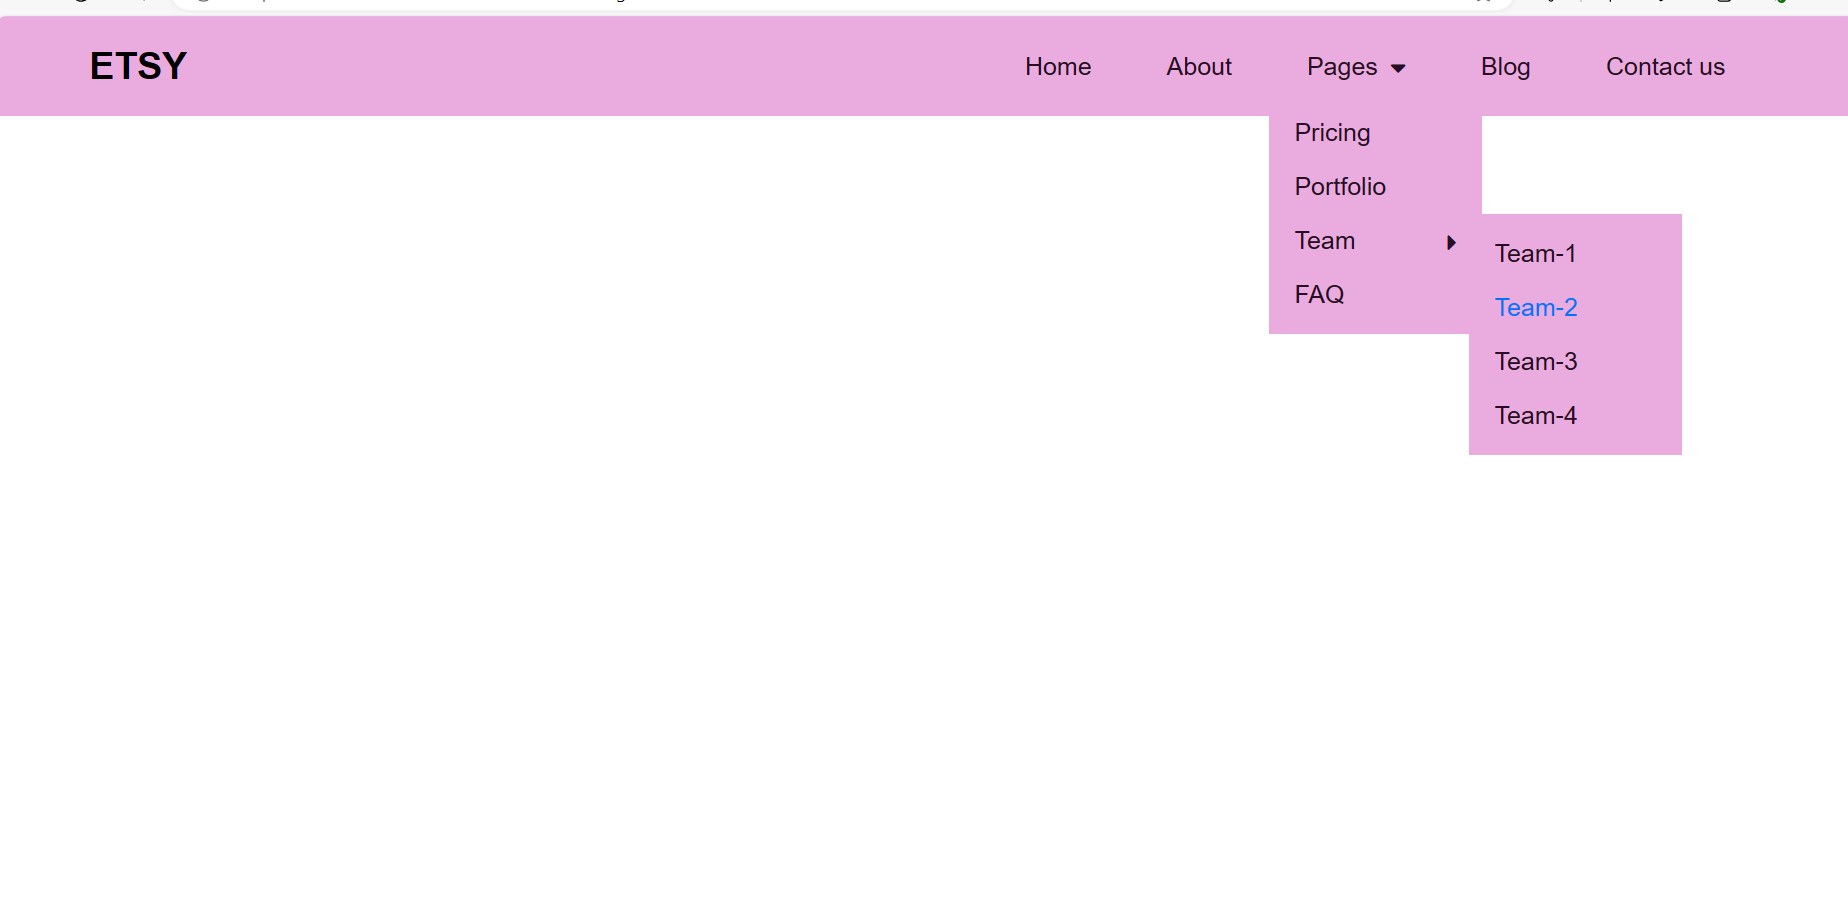 ETSY Home About Pages Blog Contact us
Pricing
Portfolio
Team
FAQ
Team-1
Team-2
Team-3
Team-4